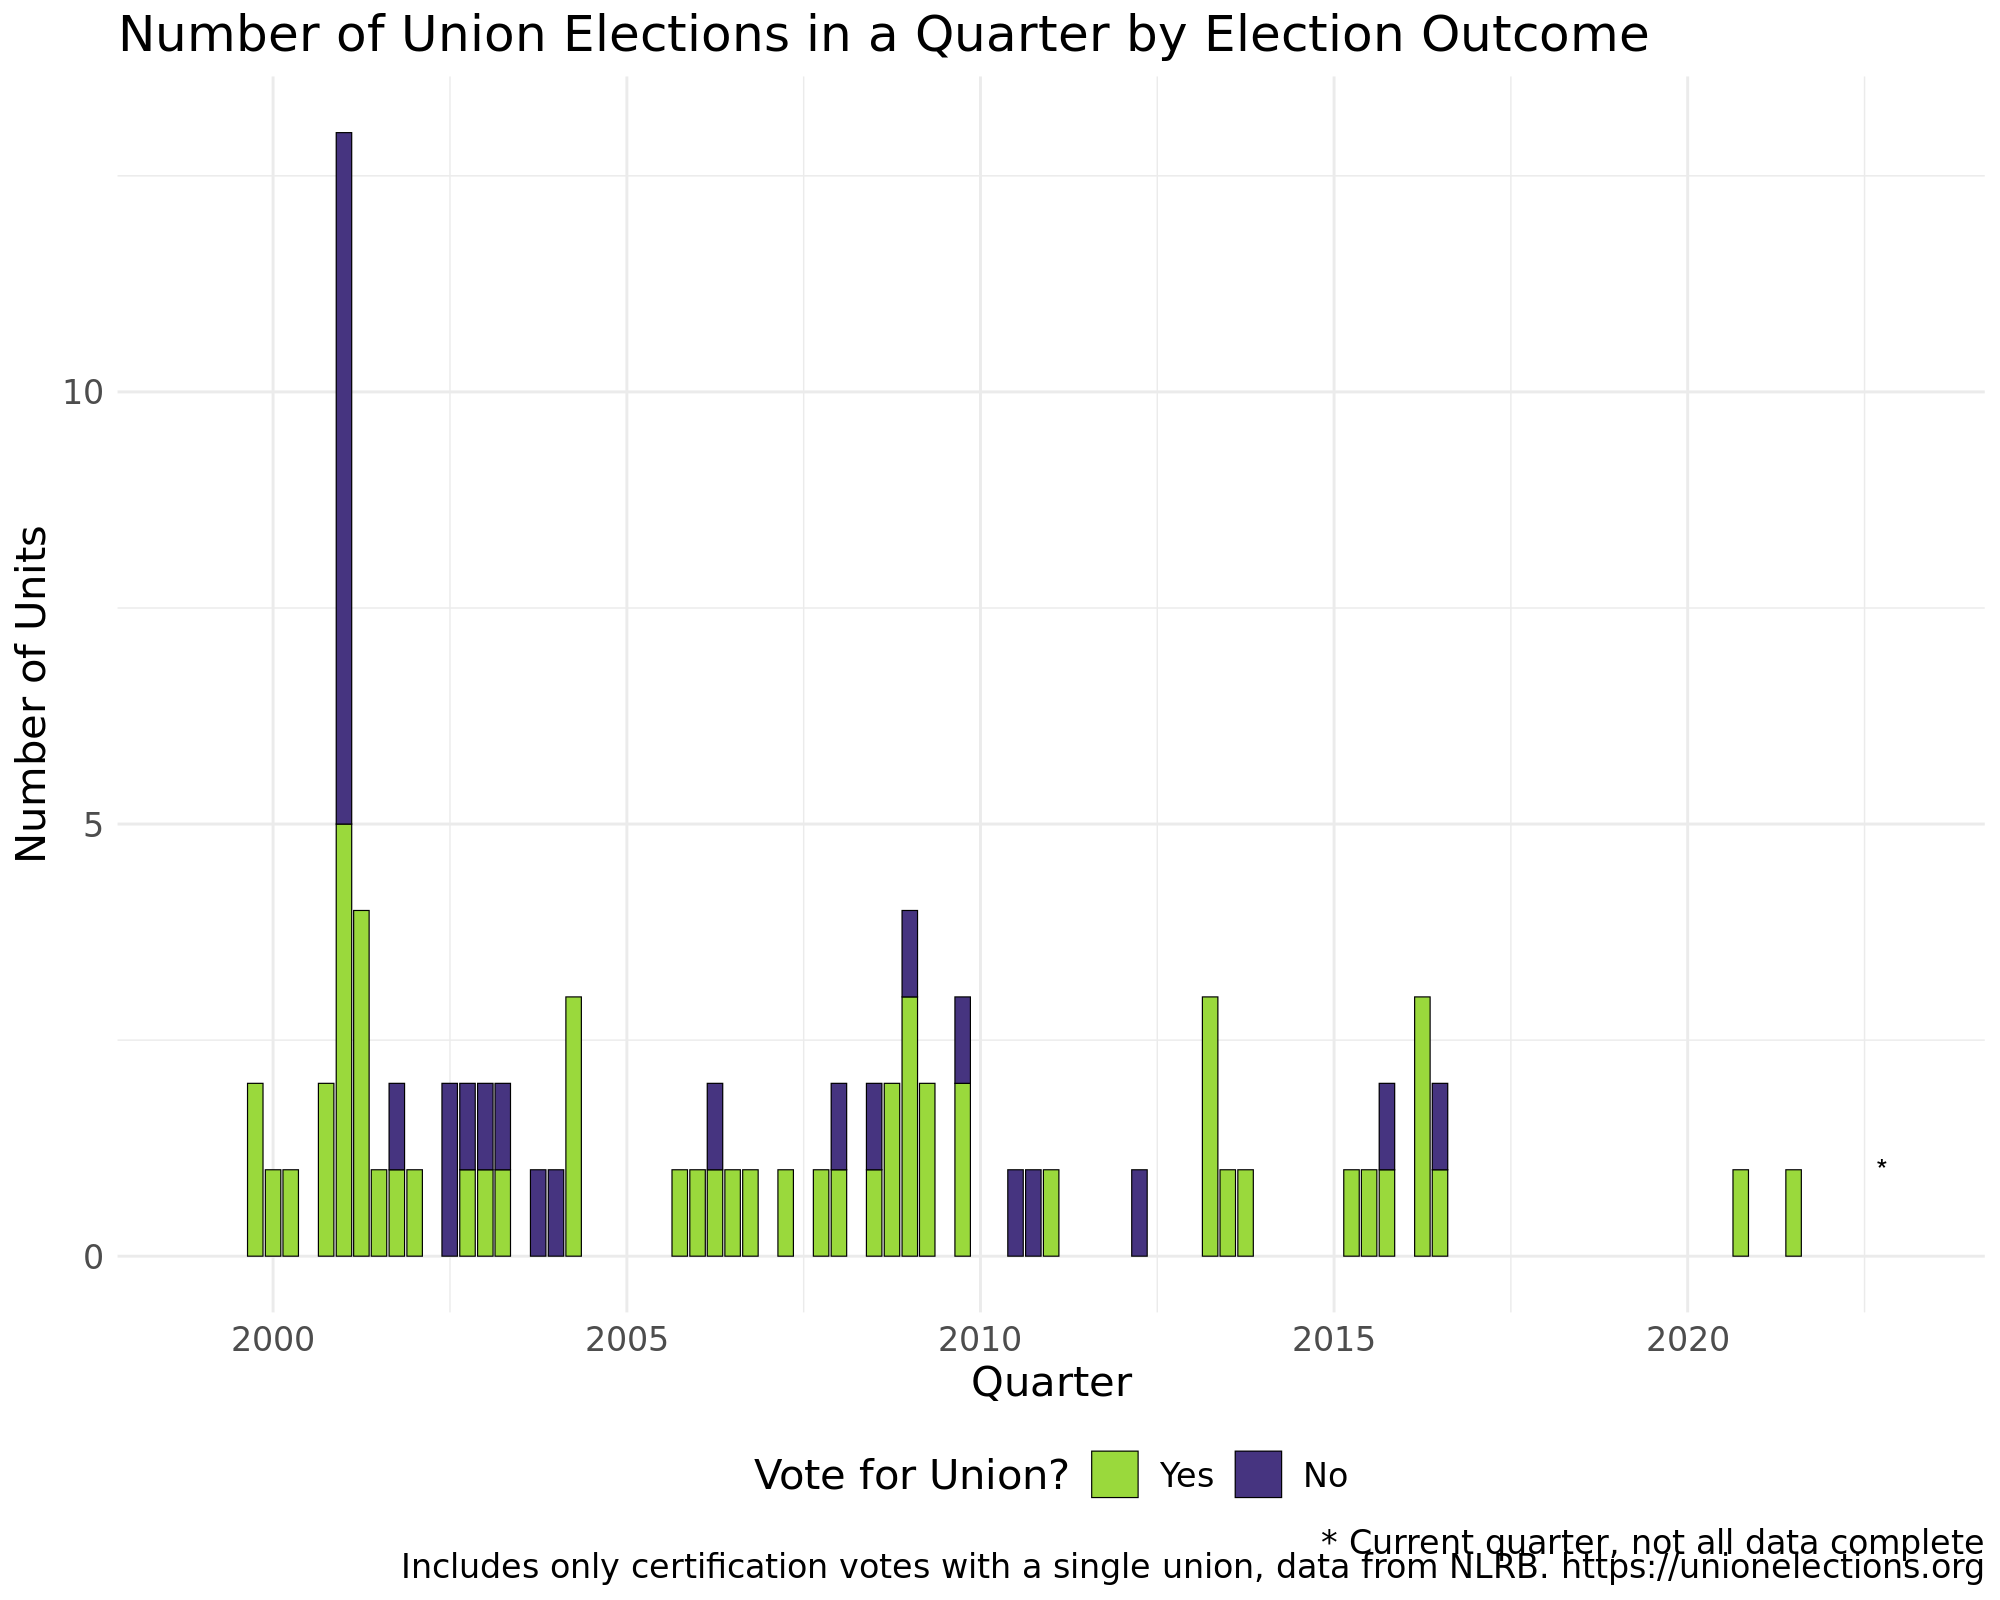 Number of Union Elections in a Quarter by Election Outcome
Number of Units
10
5
0
*
2000 2005 2010 2015 2020
Quarter
Vote for Union? Yes No
* Current quarter, not all data complete
Includes only certification votes with a single union, data from NLRB. https://unionelections.org